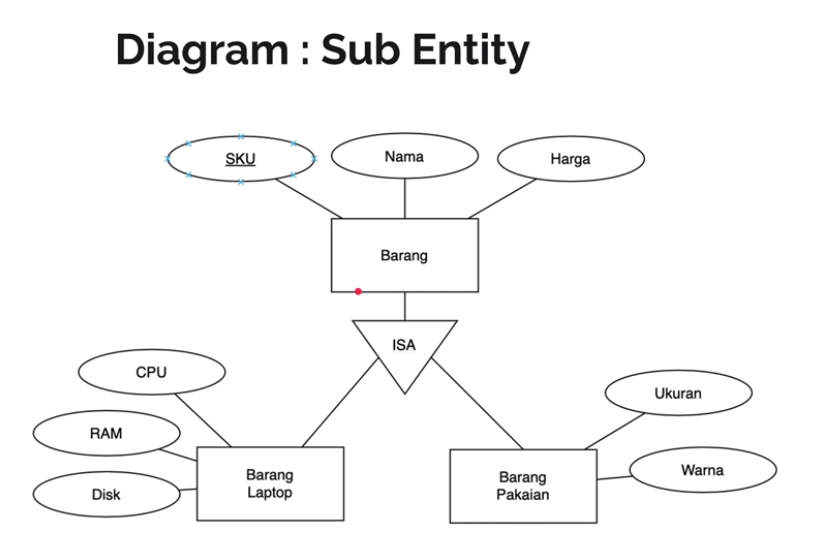 Diagram : Sub Entity
SKU
Nama
Harga
Barang
ISA
CPU
RAM
Disk
Barang
Laptop
Barang
Pakaian
Ukuran
Warna